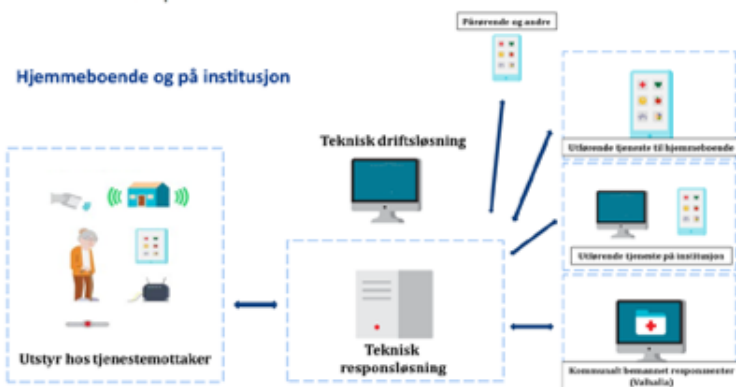 Pårørende og andre
Hjemmeboende og på institusjon
Teknisk driftsløsning
Utførende tjeneste til hjemmeboende
Utførende tjeneste på institusjon
Utstyr hos tjenestemottaker
Teknisk
responsløsning
Kommunalt bemannet responssenter
(Valhalla)